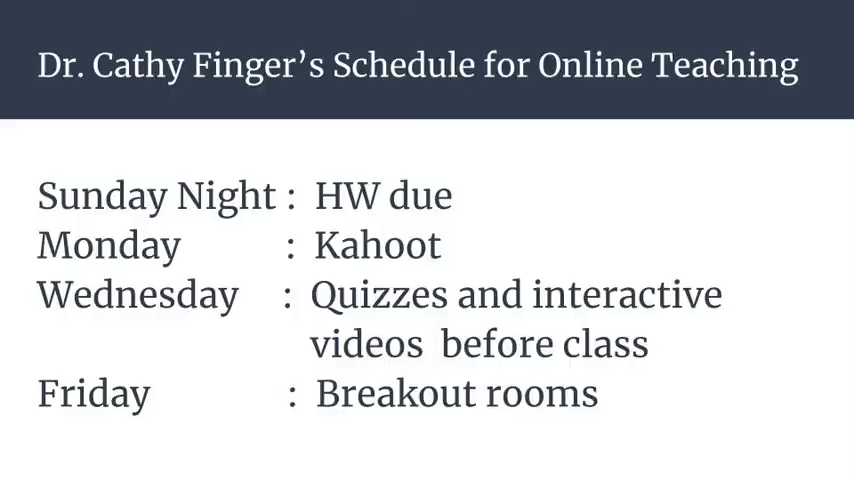 Dr. Cathy Finger’s Schedule for Online Teaching
Sunday Night : HW due
Monday : Kahoot
Wednesday : Quizzes and interactive
videos before class
Friday : Breakout rooms